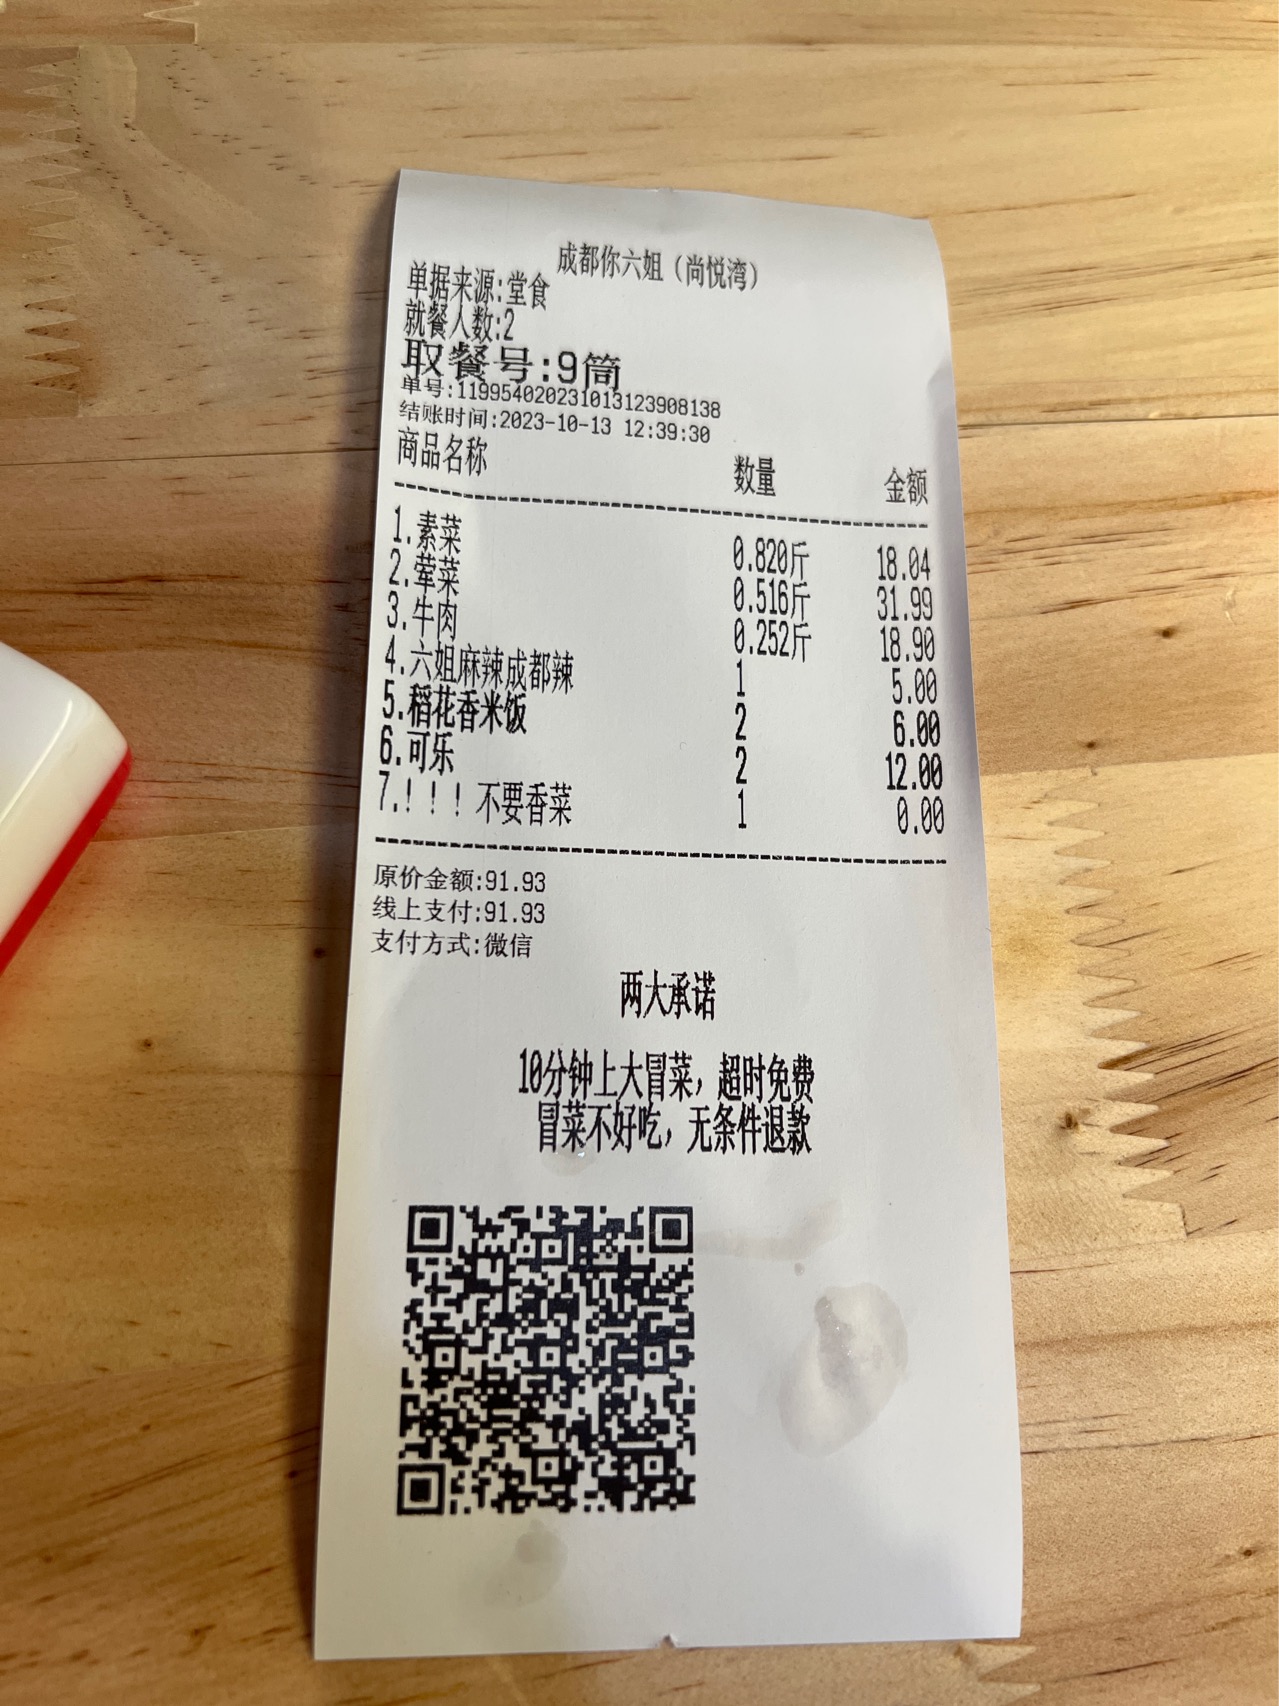 成都你六姐（尚悦湾）
单据来源:堂食
就餐人数:2
取餐号:9筒
单号:119954020231013123908138
结账时间:2023-10-13 12:39:30
商品名称 数量 金额
1.素菜 0.820斤 18.04
2.荤菜 0.516斤 31.99
3.牛肉 0.252斤 18.90
4.六姐麻辣成都辣 1 5.00
5.稻花香米饭 2 6.00
6.可乐 2 12.00
7.！！！不要香菜 1 0.00
原价金额:91.93
线上支付:91.93
支付方式:微信
两大承诺
10分钟上大冒菜，超时免费
冒菜不好吃，无条件退款